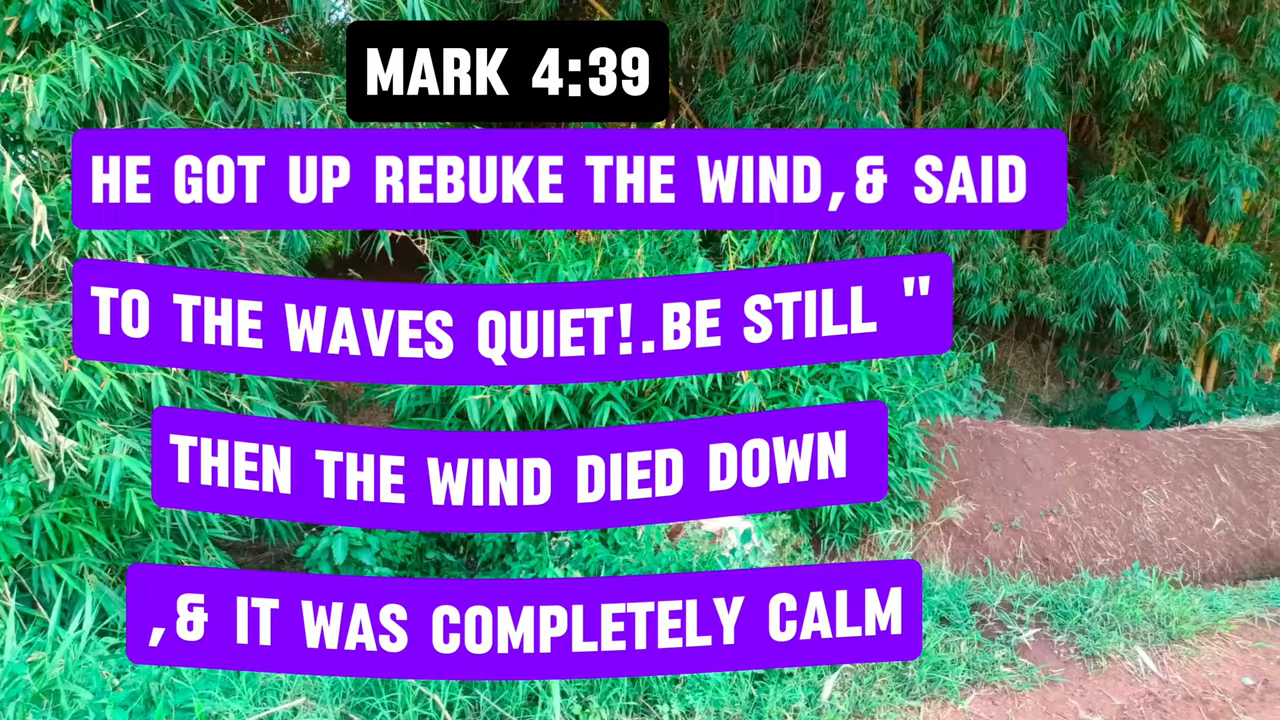 MARK 4:39
HE GOT UP REBUKE THE WIND,& SAID
TO THE WAVES QUIET!.BE STILL "
THEN THE WIND DIED DOWN
,& IT WAS COMPLETELY CALM